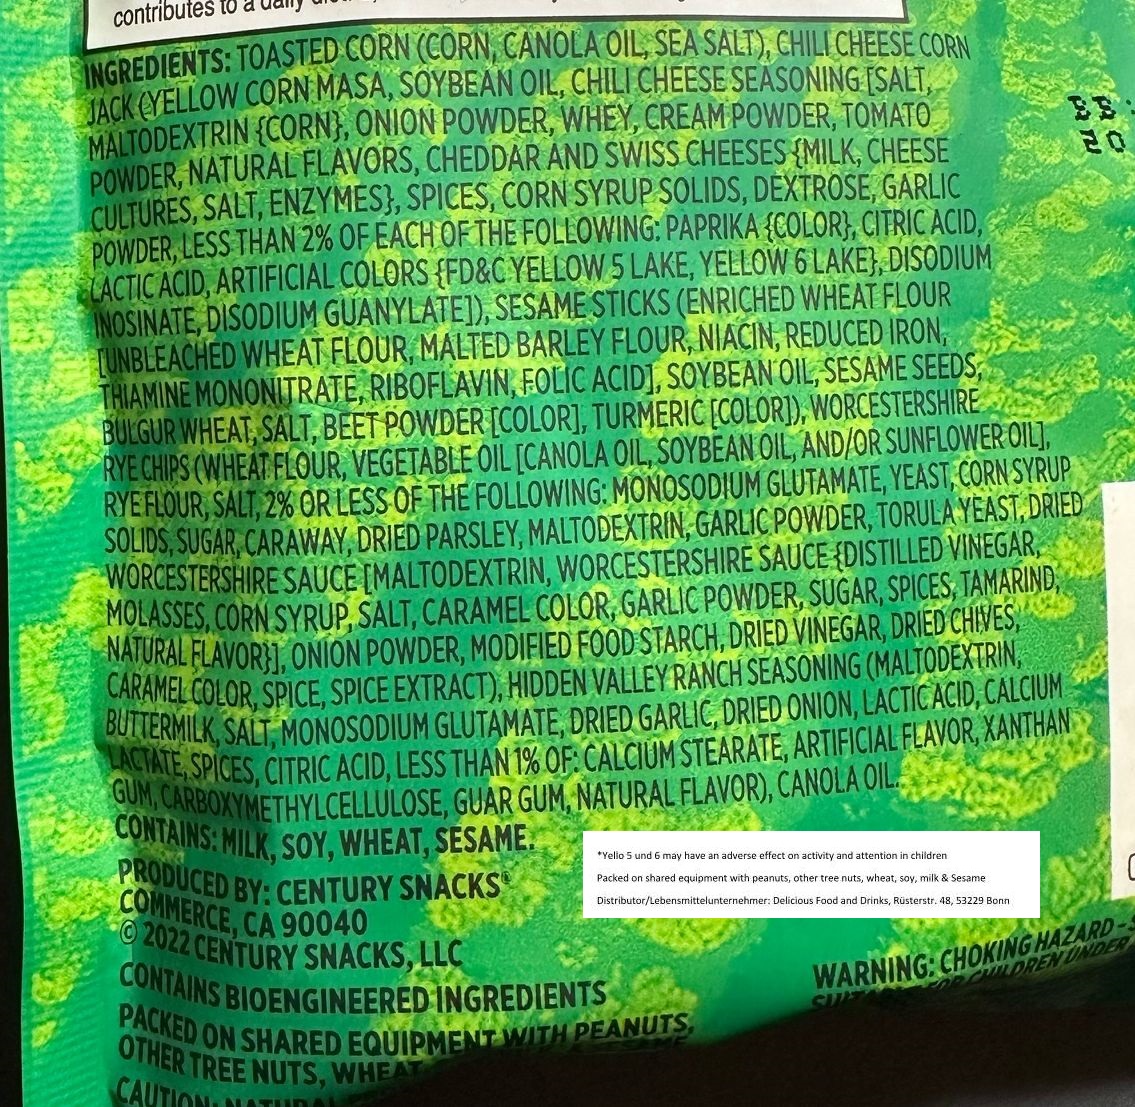 contributes to a daily
INGREDIENTS: TOASTED CORN (CORN, CANOLA OIL, SEA SALT), CHILI CHEESE CORN
JACK (YELLOW CORN MASA, SOYBEAN OIL, CHILI CHEESE SEASONING [SALT,
MALTODEXTRIN {CORN}, ONION POWDER, WHEY, CREAM POWDER, TOMATO
POWDER, NATURAL FLAVORS, CHEDDAR AND SWISS CHEESES {MILK, CHEESE
CULTURES, SALT, ENZYMES}, SPICES, CORN SYRUP SOLIDS, DEXTROSE, GARLIC
POWDER, LESS THAN 2% OF EACH OF THE FOLLOWING: PAPRIKA {COLOR}, CITRIC ACID,
LACTIC ACID, ARTIFICIAL COLORS {FD&C YELLOW 5 LAKE, YELLOW 6 LAKE}, DISODIUM
INOSINATE, DISODIUM GUANYLATE]), SESAME STICKS (ENRICHED WHEAT FLOUR
[UNBLEACHED WHEAT FLOUR, MALTED BARLEY FLOUR, NIACIN, REDUCED IRON,
THIAMINE MONONITRATE, RIBOFLAVIN, FOLIC ACID], SOYBEAN OIL, SESAME SEEDS,
BULGUR WHEAT, SALT, BEET POWDER [COLOR], TURMERIC [COLOR]), WORCESTERSHIRE
RYE CHIPS (WHEAT FLOUR, VEGETABLE OIL [CANOLA OIL, SOYBEAN OIL, AND/OR SUNFLOWER OIL],
RYE FLOUR, SALT, 2% OR LESS OF THE FOLLOWING: MONOSODIUM GLUTAMATE, YEAST, CORN SYRUP
SOLIDS, SUGAR, CARAWAY, DRIED PARSLEY, MALTODEXTRIN, GARLIC POWDER, TORULA YEAST, DRIED
WORCESTERSHIRE SAUCE [MALTODEXTRIN, WORCESTERSHIRE SAUCE {DISTILLED VINEGAR,
MOLASSES, CORN SYRUP, SALT, CARAMEL COLOR, GARLIC POWDER, SUGAR, SPICES, TAMARIND,
NATURAL FLAVOR}], ONION POWDER, MODIFIED FOOD STARCH, DRIED VINEGAR, DRIED CHIVES,
CARAMEL COLOR, SPICE, SPICE EXTRACT), HIDDEN VALLEY RANCH SEASONING (MALTODEXTRIN,
BUTTERMILK, SALT, MONOSODIUM GLUTAMATE, DRIED GARLIC, DRIED ONION, LACTIC ACID, CALCIUM
LACTATE, SPICES, CITRIC ACID, LESS THAN 1% OF: CALCIUM STEARATE, ARTIFICIAL FLAVOR, XANTHAN
GUM, CARBOXYMETHYLCELLULOSE, GUAR GUM, NATURAL FLAVOR), CANOLA OIL.
CONTAINS: MILK, SOY, WHEAT, SESAME.
PRODUCED BY: CENTURY SNACKS®
COMMERCE, CA 90040
© 2022 CENTURY SNACKS, LLC
CONTAINS BIOENGINEERED INGREDIENTS
PACKED ON SHARED EQUIPMENT WITH PEANUTS,
OTHER TREE NUTS, WHEAT
CAUTION: NATURAL
*Yello 5 und 6 may have an adverse effect on activity and attention in children
Packed on shared equipment with peanuts, other tree nuts, wheat, soy, milk & Sesame
Distributor/Lebensmittelunternehmer: Delicious Food and Drinks, Rüsterstr. 48, 53229 Bonn
WARNING: CHOKING HAZARD -
FOR CHILDREN UNDER
BB
20